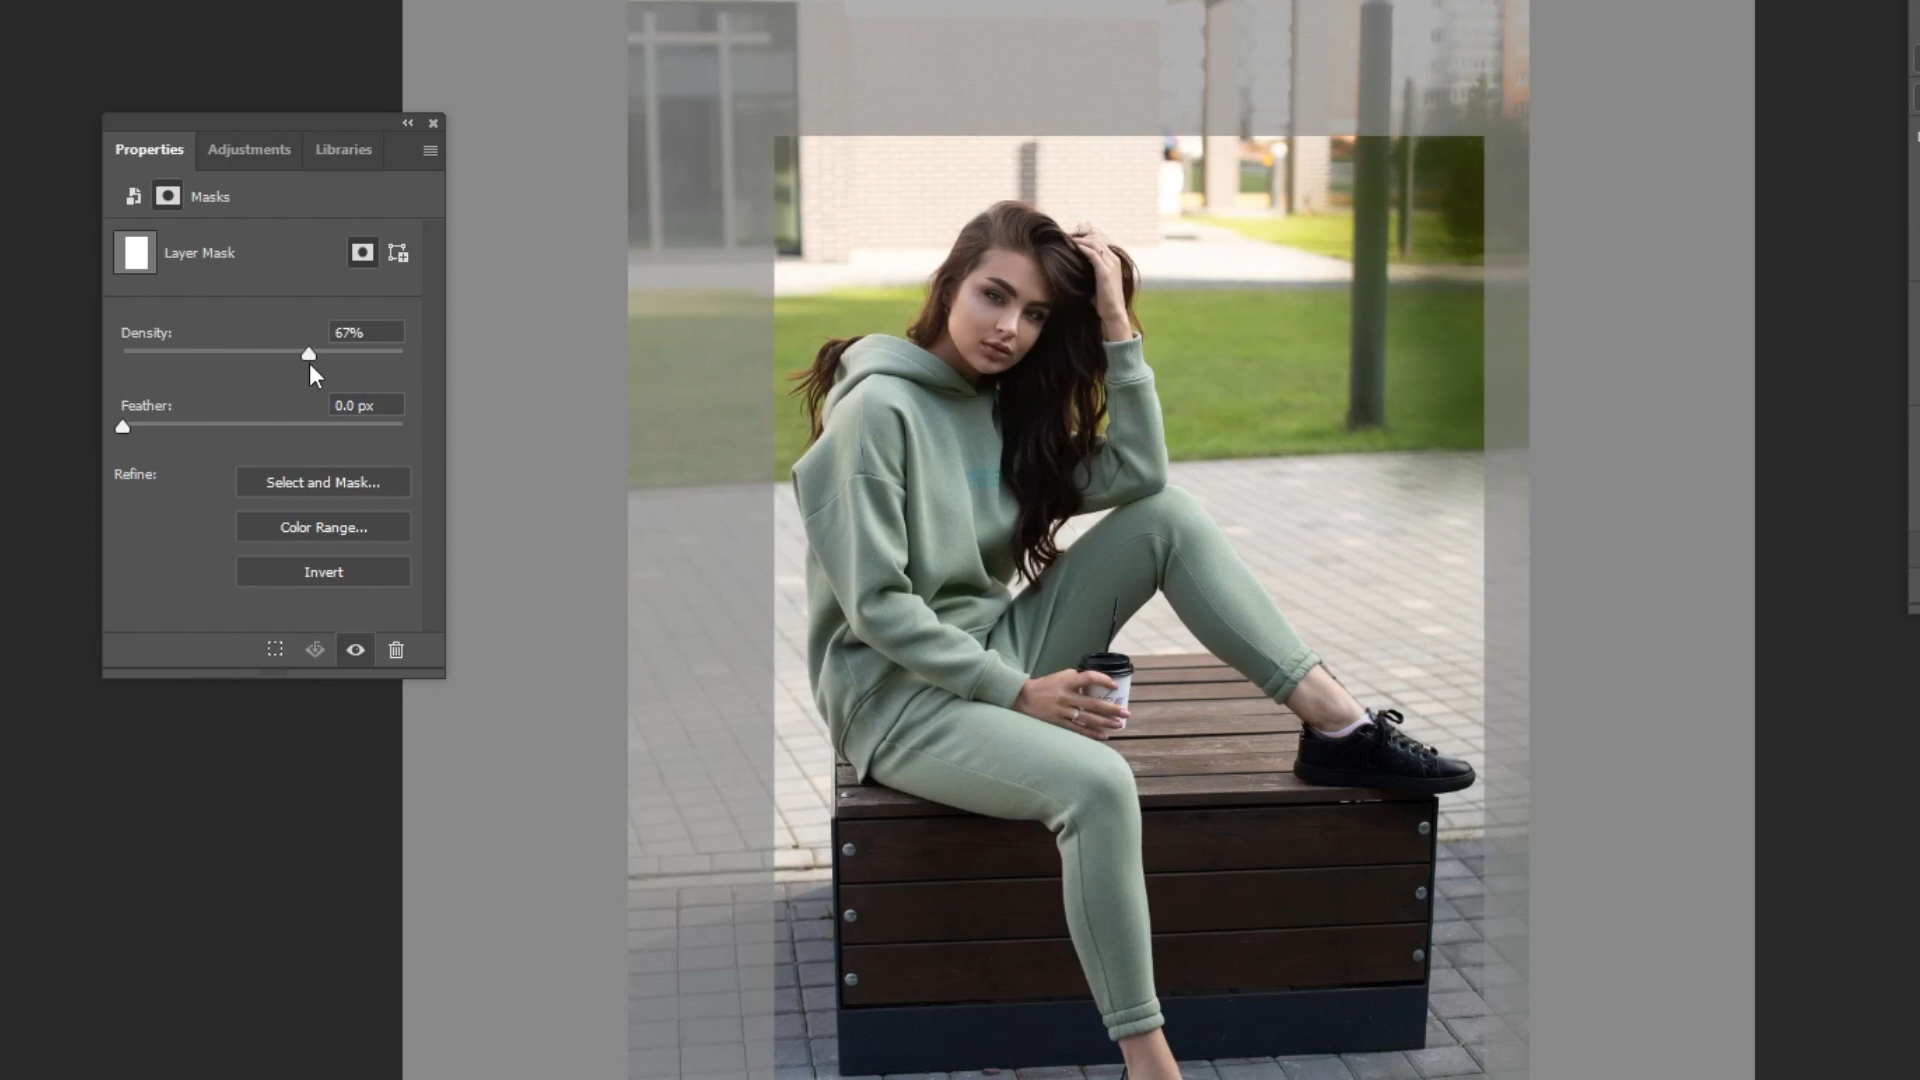 Properties
Adjustments
Libraries
Masks
Layer Mask
Density:
67%
Feather:
0.0 px
Refine:
Select and Mask...
Color Range...
Invert